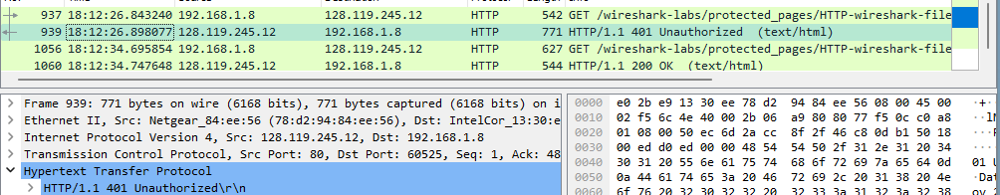 937 18:12:26.843240 192.168.1.8 128.119.245.12 HTTP 542 GET /wireshark-labs/protected_pages/HTTP-wireshark-file
939 18:12:26.898077 128.119.245.12 192.168.1.8 HTTP 771 HTTP/1.1 401 Unauthorized (text/html)
1056 18:12:34.695854 192.168.1.8 128.119.245.12 HTTP 627 GET /wireshark-labs/protected_pages/HTTP-wireshark-file
1060 18:12:34.747648 128.119.245.12 192.168.1.8 HTTP 544 HTTP/1.1 200 OK (text/html)
Frame 939: 771 bytes on wire (6168 bits), 771 bytes captured (6168 bits) on i
Ethernet II, Src: Netgear_84:ee:56 (78:d2:94:84:ee:56), Dst: IntelCor_13:30:e
Internet Protocol Version 4, Src: 128.119.245.12, Dst: 192.168.1.8
Transmission Control Protocol, Src Port: 80, Dst Port: 60525, Seq: 1, Ack: 48
Hypertext Transfer Protocol
HTTP/1.1 401 Unauthorized\r\n
0000 e0 2b e9 13 30 ee 78 d2 94 84 ee 56 08 00 45 00 ·+·
0010 02 f5 6c 4e 40 00 2b 06 a9 80 80 77 f5 0c c0 a8 ··lN
0020 01 08 00 50 ec 6d 2a cc 8f 2f 46 c8 0d b1 50 18 ···P
0030 00 ed d0 ed 00 00 48 54 54 50 2f 31 2e 31 20 34
0040 30 31 20 55 6e 61 75 74 68 6f 72 69 7a 65 64 0d 01 U
0050 0a 44 61 74 65 3a 20 46 72 69 2c 20 31 38 20 4e ·Dat
0060 6f 76 20 32 30 32 32 20 32 33 3a 31 32 3a 32 38 ov 2